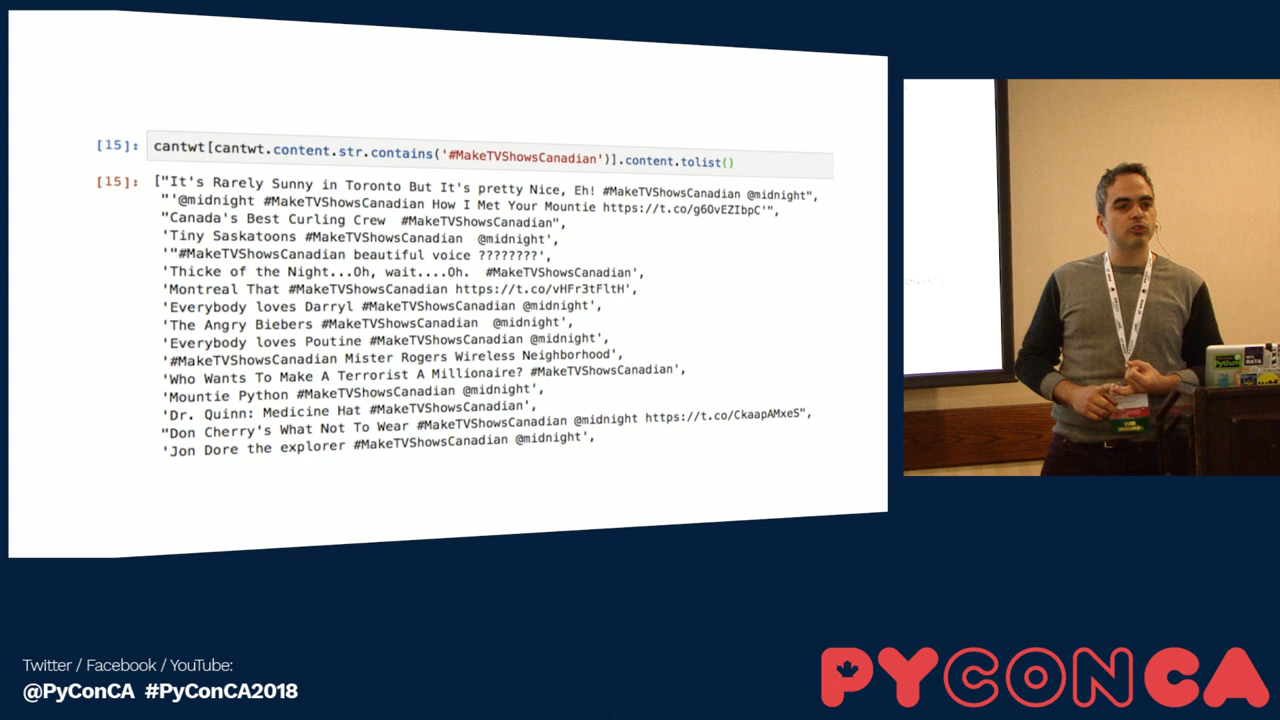 [15]: cantwt[cantwt.content.str.contains('#MakeTVShowsCanadian')].content.tolist()
[15]: ["It's Rarely Sunny in Toronto But It's pretty Nice, Eh! #MakeTVShowsCanadian @midnight",
"'@midnight #MakeTVShowsCanadian How I Met Your Mountie https://t.co/g6OvEZIbpC'",
"Canada's Best Curling Crew #MakeTVShowsCanadian",
'Tiny Saskatoons #MakeTVShowsCanadian @midnight',
'"#MakeTVShowsCanadian beautiful voice ????????',
'Thicke of the Night...Oh, wait....Oh. #MakeTVShowsCanadian',
'Montreal That #MakeTVShowsCanadian https://t.co/vHFr3tFltH',
'Everybody loves Darryl #MakeTVShowsCanadian @midnight',
'The Angry Biebers #MakeTVShowsCanadian @midnight',
'Everybody loves Poutine #MakeTVShowsCanadian @midnight',
'#MakeTVShowsCanadian Mister Rogers Wireless Neighborhood',
'Who Wants To Make A Terrorist A Millionaire? #MakeTVShowsCanadian',
'Mountie Python #MakeTVShowsCanadian @midnight',
'Dr. Quinn: Medicine Hat #MakeTVShowsCanadian',
"Don Cherry's What Not To Wear #MakeTVShowsCanadian @midnight https://t.co/CkaapAMxeS",
'Jon Dore the explorer #MakeTVShowsCanadian @midnight',
python
DATA
Twitter / Facebook / YouTube:
@PyConCA #PyConCA2018
PYCONCA